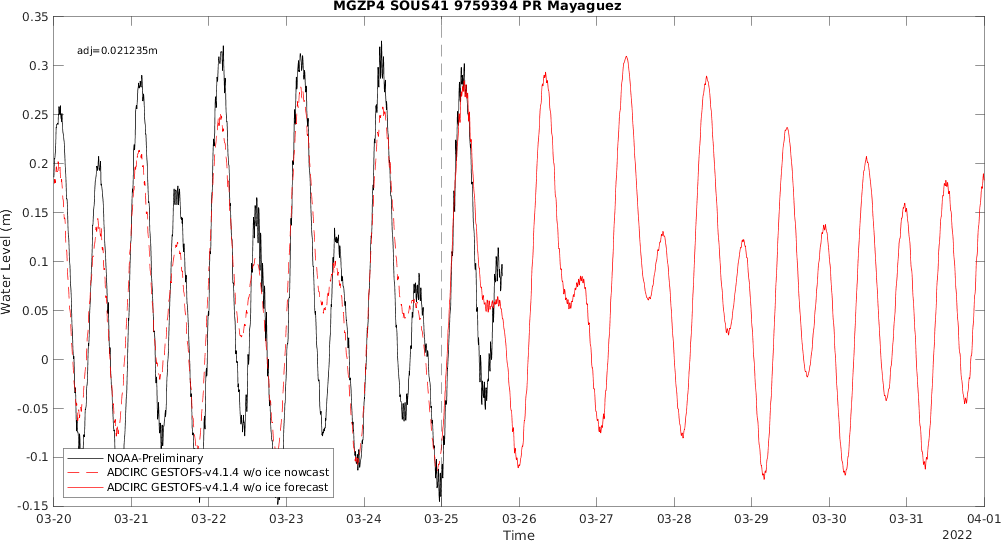 MGZP4 SOUS41 9759394 PR Mayaguez
adj=0.021235m
0.35
0.3
0.25
0.2
0.15
0.1
0.05
0
-0.05
-0.1
-0.15
Water Level (m)
NOAA-Preliminary
ADCIRC GESTOFS-v4.1.4 w/o ice nowcast
ADCIRC GESTOFS-v4.1.4 w/o ice forecast
03-20 03-21 03-22 03-23 03-24 03-25 03-26 03-27 03-28 03-29 03-30 03-31 04-01
Time
2022